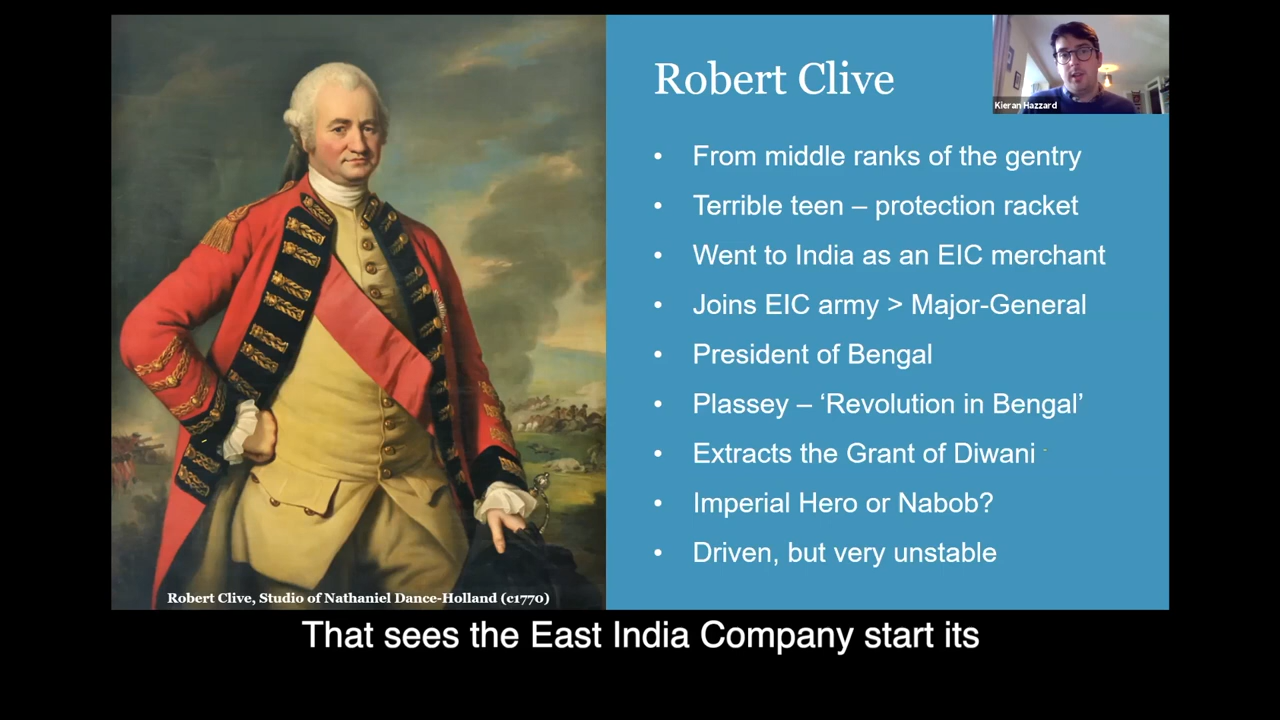 Robert Clive
Kieran Hazzard
• From middle ranks of the gentry
• Terrible teen – protection racket
• Went to India as an EIC merchant
• Joins EIC army > Major-General
• President of Bengal
• Plassey – ‘Revolution in Bengal’
• Extracts the Grant of Diwani
• Imperial Hero or Nabob?
• Driven, but very unstable
Robert Clive, Studio of Nathaniel Dance-Holland (c1770)
That sees the East India Company start its